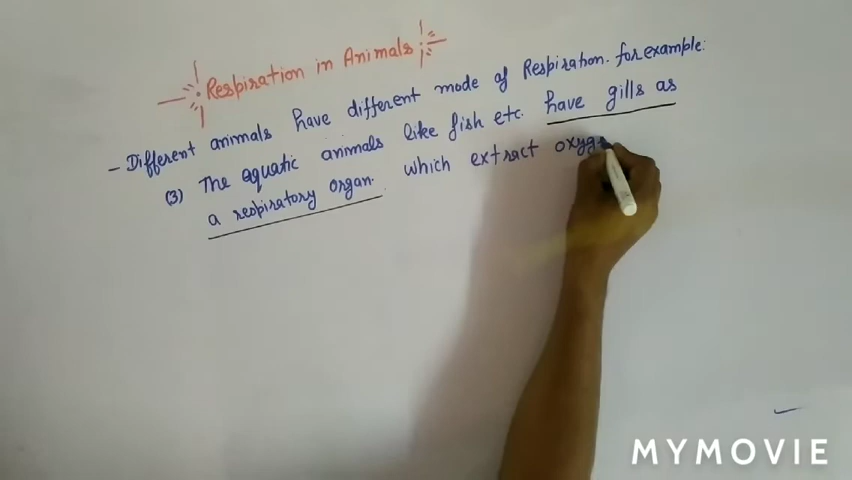 Respiration in Animals
- Different animals have different mode of Respiration. for example:
(3) The aquatic animals like fish etc. have gills as
a respiratory organ. which extract oxyg
MYMOVIE